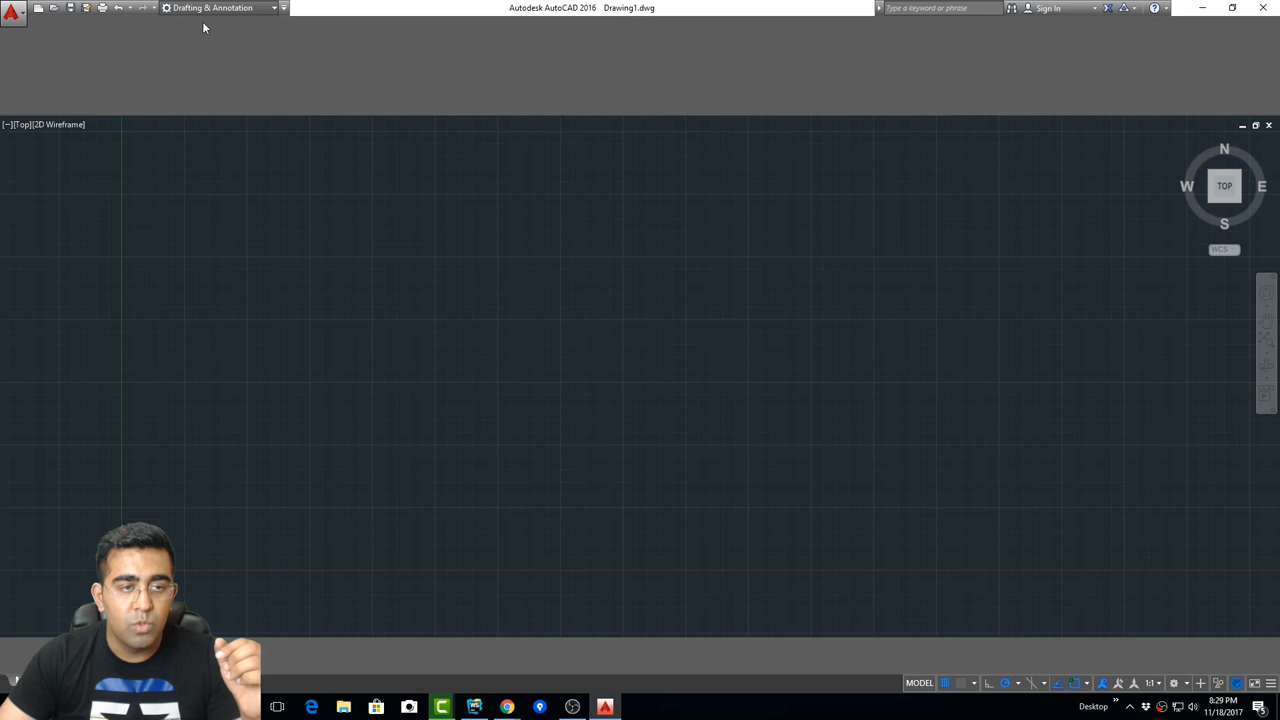 Drafting & Annotation
Autodesk AutoCAD 2016 Drawing1.dwg
Type a keyword or phrase
Sign In
[−][Top][2D Wireframe]
N
W
TOP
E
S
WCS
MODEL
1:1
Desktop
8:29 PM
11/18/2017
5